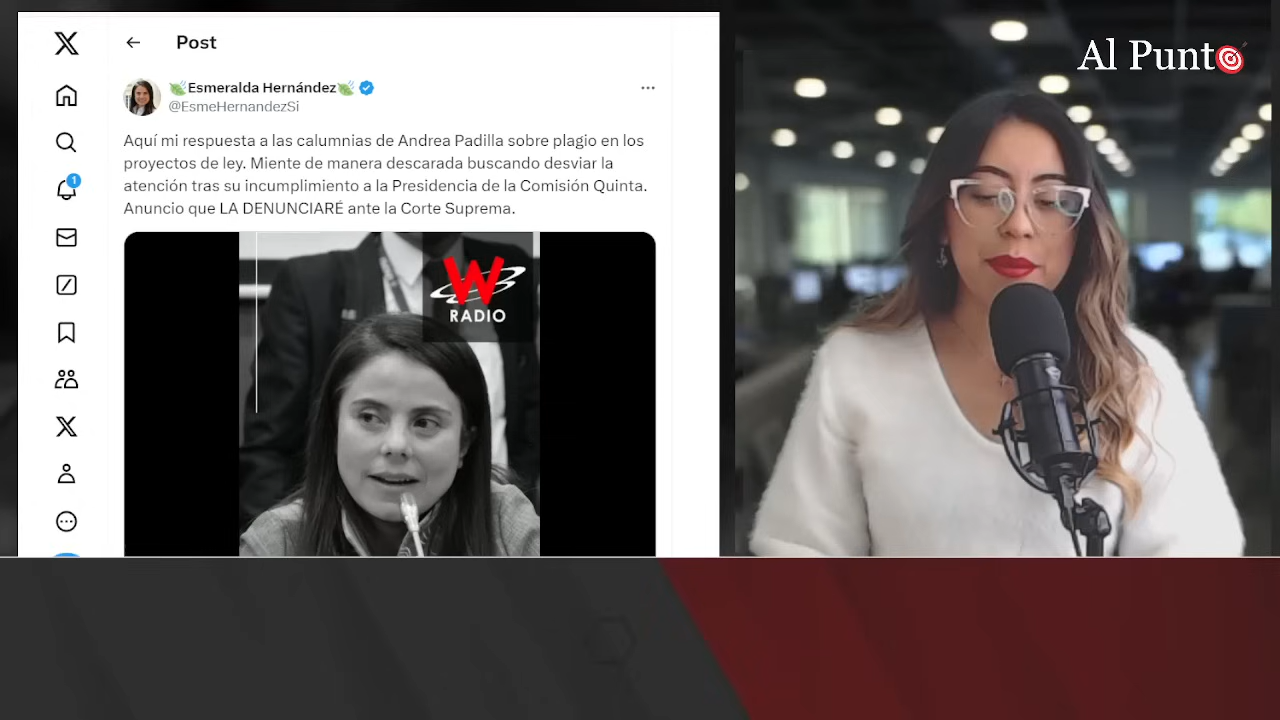 Post
Esmeralda Hernández
@EsmeHernandezSi
Aquí mi respuesta a las calumnias de Andrea Padilla sobre plagio en los
proyectos de ley. Miente de manera descarada buscando desviar la
atención tras su incumplimiento a la Presidencia de la Comisión Quinta.
Anuncio que LA DENUNCIARÉ ante la Corte Suprema.
1
W
RADIO
Al Punto